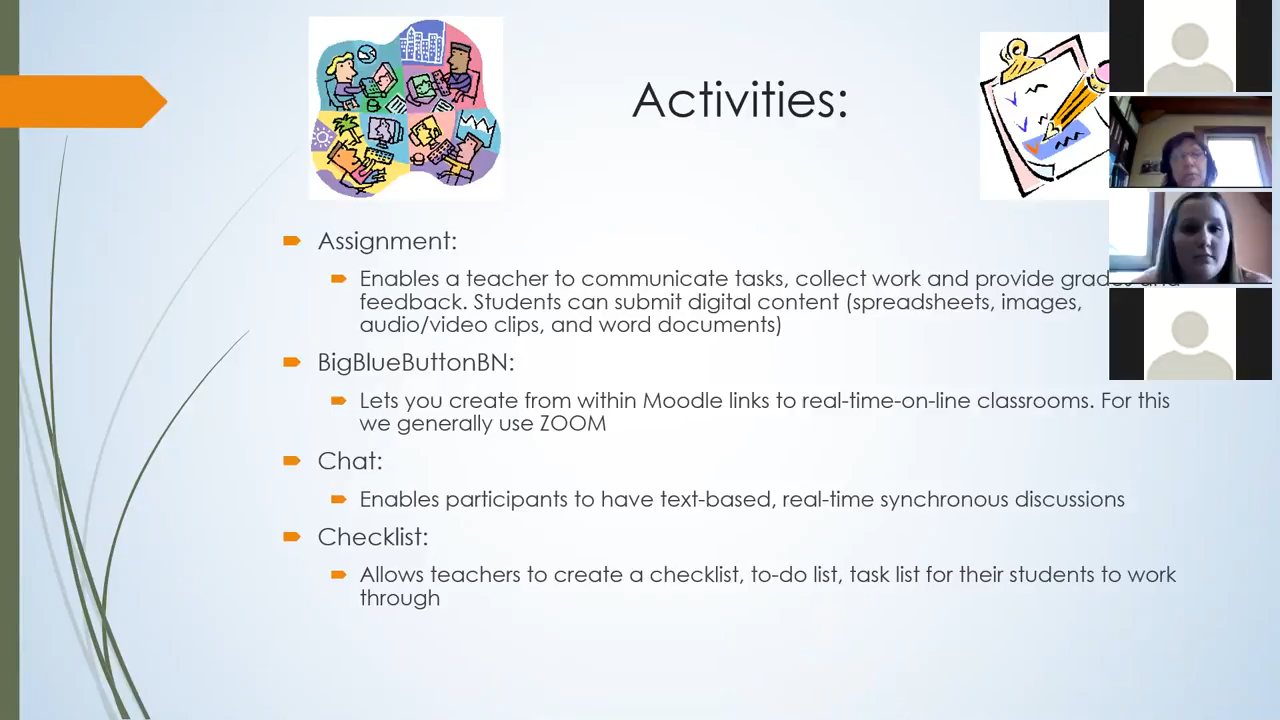 Activities:
Assignment:
Enables a teacher to communicate tasks, collect work and provide grades and
feedback. Students can submit digital content (spreadsheets, images,
audio/video clips, and word documents)
BigBlueButtonBN:
Lets you create from within Moodle links to real-time-on-line classrooms. For this
we generally use ZOOM
Chat:
Enables participants to have text-based, real-time synchronous discussions
Checklist:
Allows teachers to create a checklist, to-do list, task list for their students to work
through